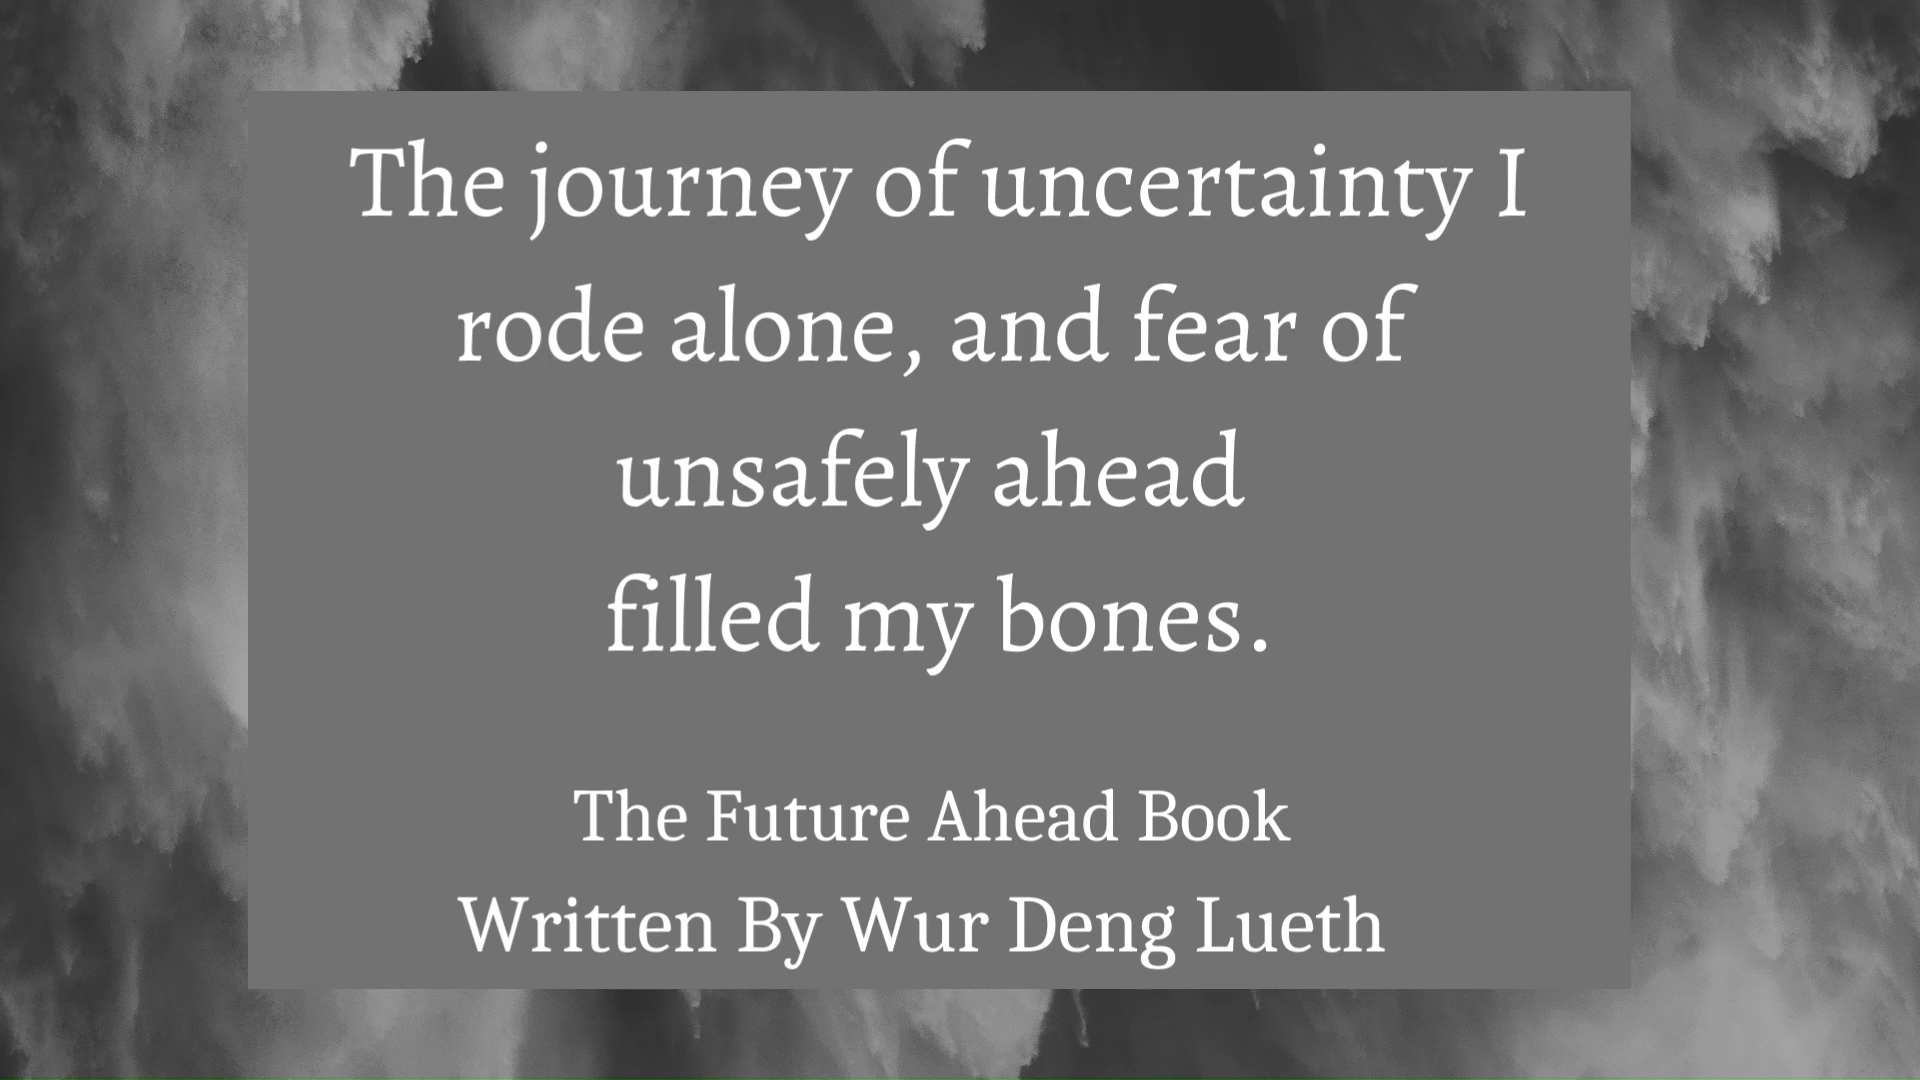 The journey of uncertainty I
rode alone, and fear of
unsafely ahead
filled my bones.
The Future Ahead Book
Written By Wur Deng Lueth